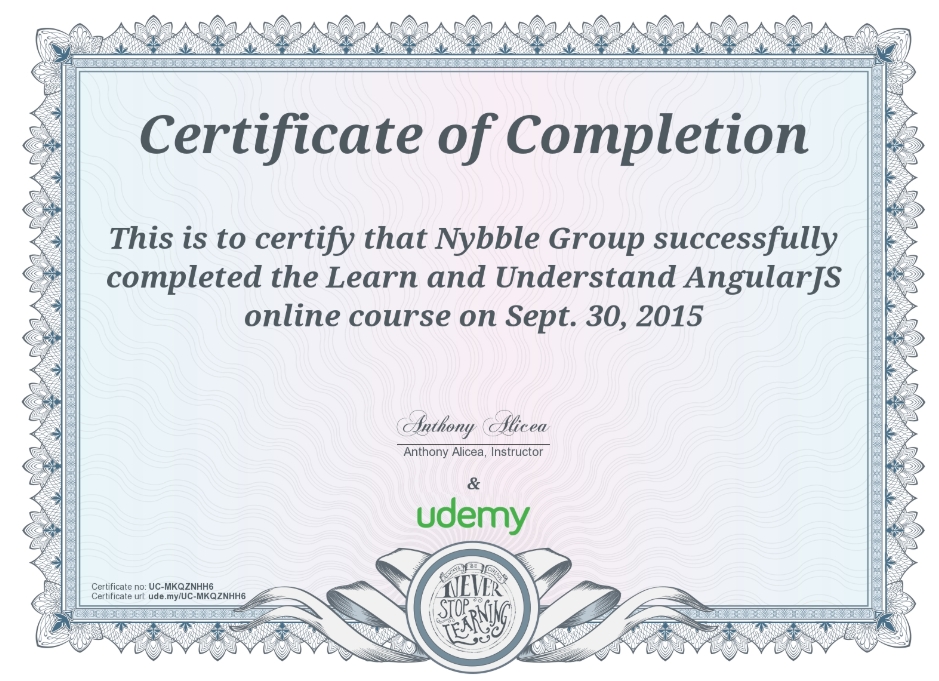 Certificate of Completion
This is to certify that Nybble Group successfully
completed the Learn and Understand AngularJS
online course on Sept. 30, 2015
Anthony Alicea
Anthony Alicea, Instructor
&
udemy
Certificate no: UC-MKQZNHH6
Certificate url: ude.my/UC-MKQZNHH6
NEVER
STOP
LEARNING